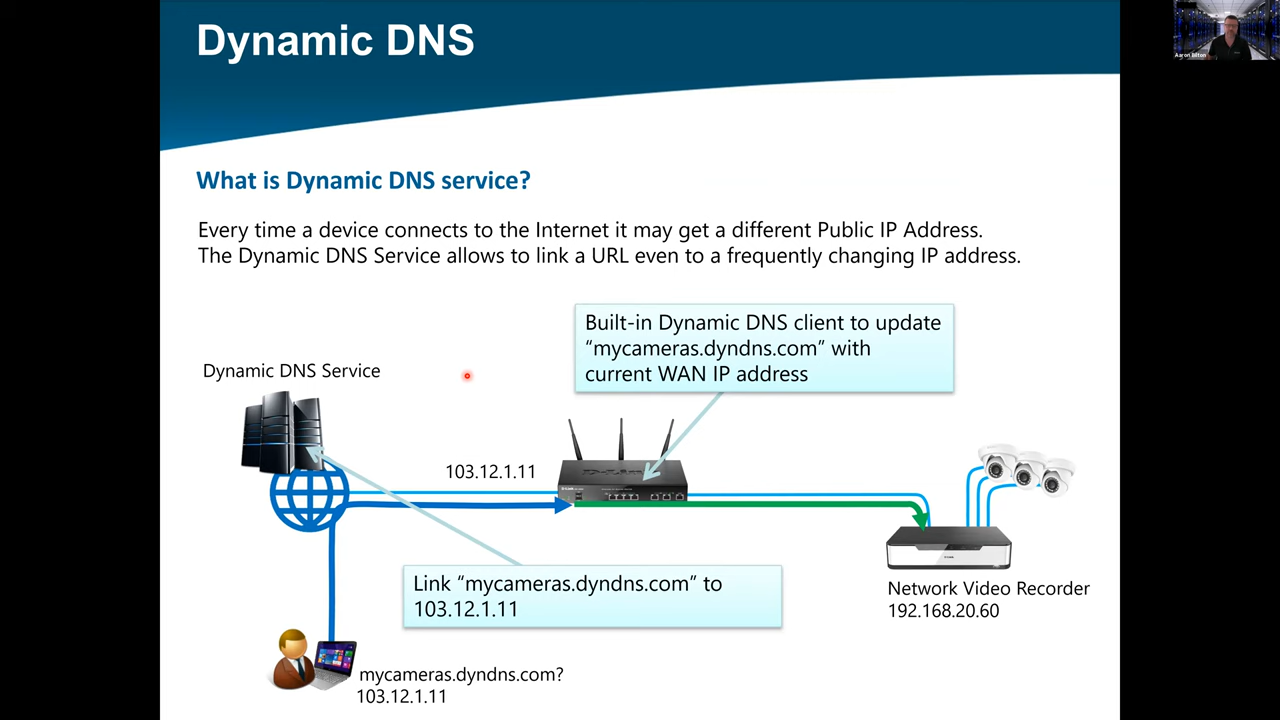 Dynamic DNS
Aaron Biton
What is Dynamic DNS service?
Every time a device connects to the Internet it may get a different Public IP Address.
The Dynamic DNS Service allows to link a URL even to a frequently changing IP address.
Built-in Dynamic DNS client to update
“mycameras.dyndns.com” with
current WAN IP address
Dynamic DNS Service
103.12.1.11
D-Link
Link “mycameras.dyndns.com” to
103.12.1.11
Network Video Recorder
192.168.20.60
mycameras.dyndns.com?
103.12.1.11